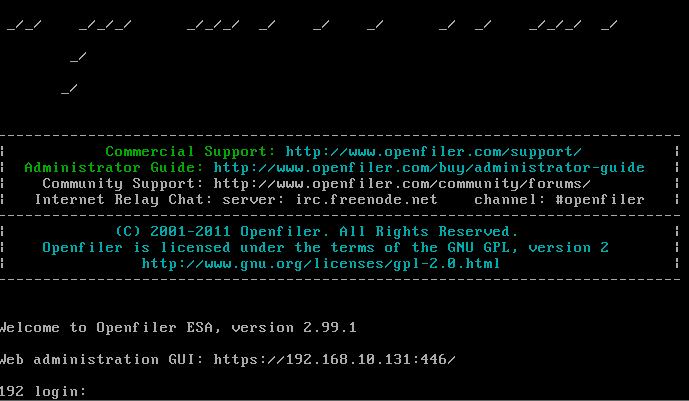 _/_/    _/_/_/      _/_/_/  _/    _/    _/      _/  _/    _/_/_/  _/
_/
_/
Commercial Support: http://www.openfiler.com/support/
Administrator Guide: http://www.openfiler.com/buy/administrator-guide
Community Support: http://www.openfiler.com/community/forums/
Internet Relay Chat: server: irc.freenode.net    channel: #openfiler
(C) 2001-2011 Openfiler. All Rights Reserved.
Openfiler is licensed under the terms of the GNU GPL, version 2
http://www.gnu.org/licenses/gpl-2.0.html
Welcome to Openfiler ESA, version 2.99.1
Web administration GUI: https://192.168.10.131:446/
192 login: